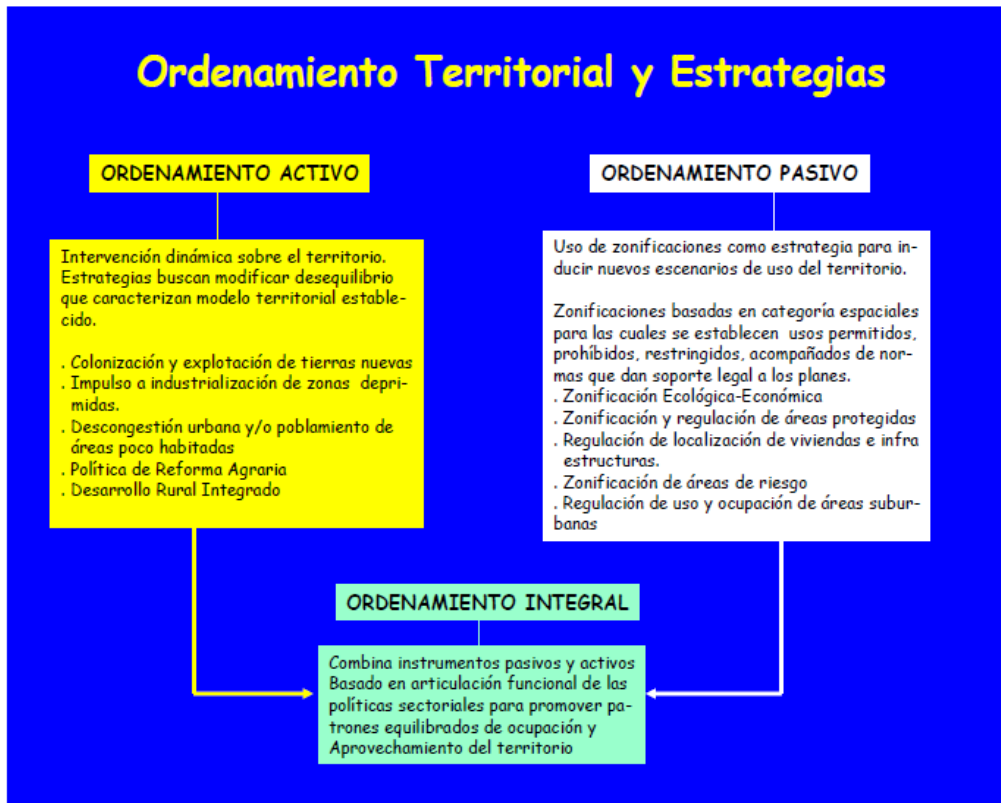 Ordenamiento Territorial y Estrategias
ORDENAMIENTO ACTIVO
Intervención dinámica sobre el territorio.
Estrategias buscan modificar desequilibrio
que caracterizan modelo territorial estable-
cido.
. Colonización y explotación de tierras nuevas
. Impulso a industrialización de zonas depri-
midas.
. Descongestión urbana y/o poblamiento de
áreas poco habitadas
. Política de Reforma Agraria
. Desarrollo Rural Integrado
ORDENAMIENTO PASIVO
Uso de zonificaciones como estrategia para in-
ducir nuevos escenarios de uso del territorio.
Zonificaciones basadas en categoría espaciales
para las cuales se establecen usos permitidos,
prohíbidos, restringidos, acompañados de nor-
mas que dan soporte legal a los planes.
. Zonificación Ecológica-Económica
. Zonificación y regulación de áreas protegidas
. Regulación de localización de viviendas e infra
estructuras.
. Zonificación de áreas de riesgo
. Regulación de uso y ocupación de áreas subur-
banas
ORDENAMIENTO INTEGRAL
Combina instrumentos pasivos y activos
Basado en articulación funcional de las
políticas sectoriales para promover pa-
trones equilibrados de ocupación y
Aprovechamiento del territorio